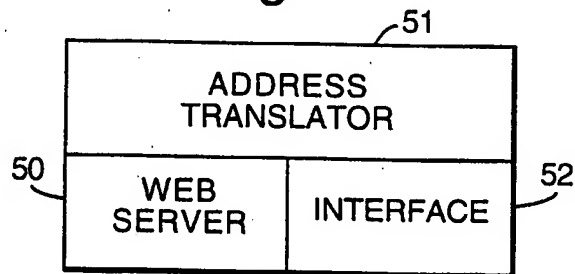 51
ADDRESS
TRANSLATOR
50
WEB
SERVER
INTERFACE
52